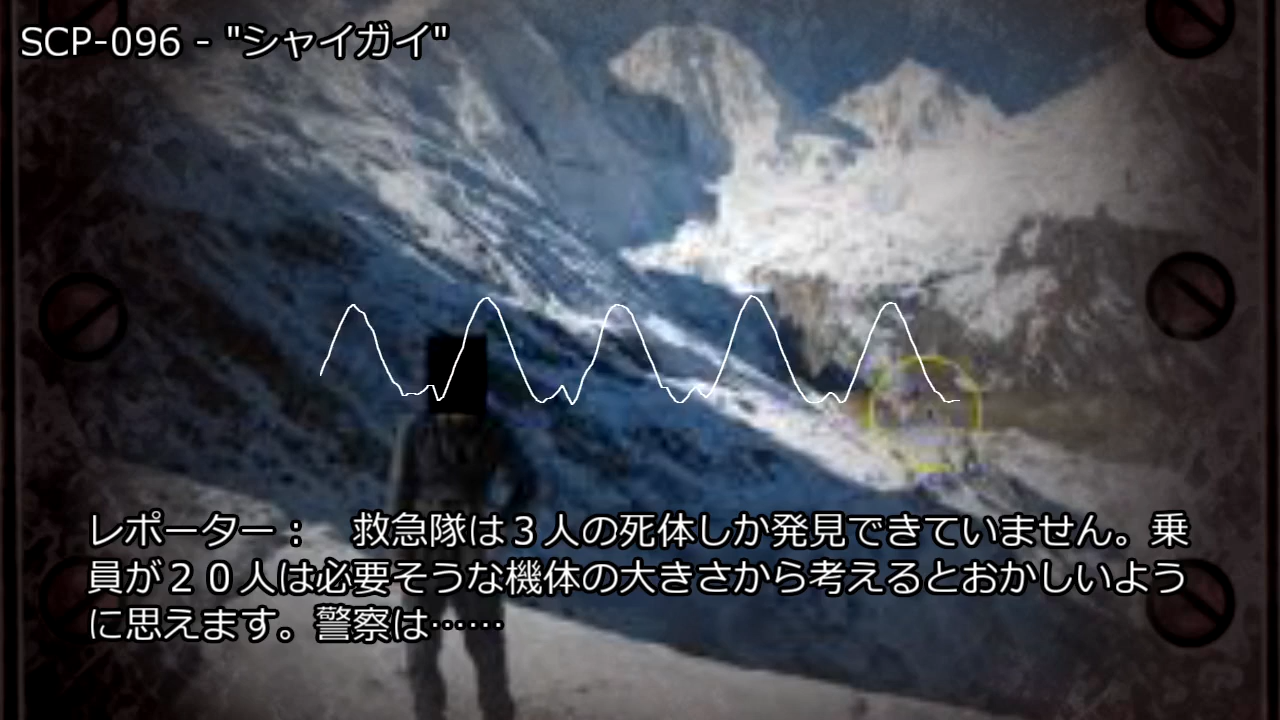 SCP-096 - "シャイガイ"
レポーター：　救急隊は３人の死体しか発見できていません。乗
員が２０人は必要そうな機体の大きさから考えるとおかしいよう
に思えます。警察は……